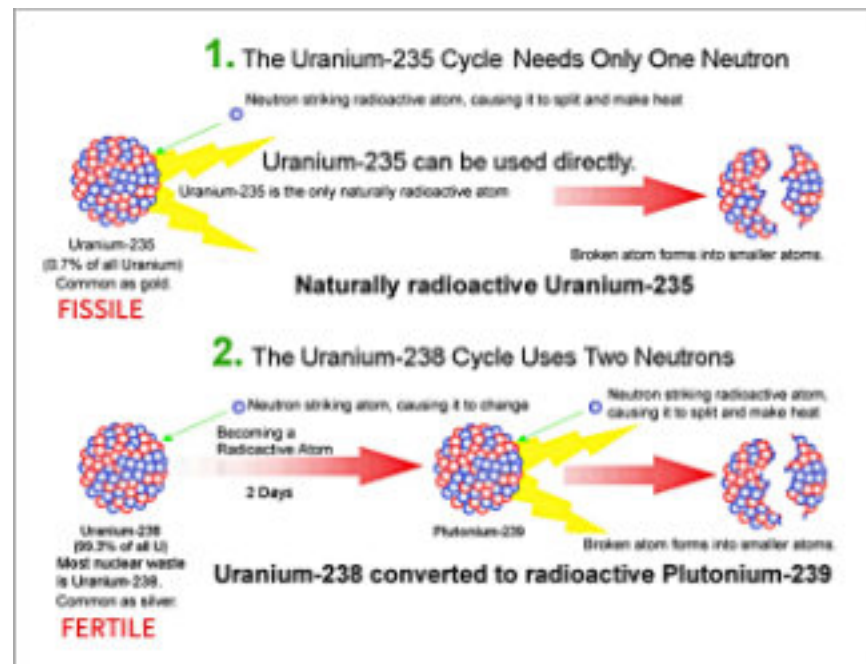 1. The Uranium-235 Cycle Needs Only One Neutron
Neutron striking radioactive atom, causing it to split and make heat
Uranium-235 can be used directly.
Uranium-235 is the only naturally radioactive atom
Uranium-235
(0.7% of all Uranium)
Common as gold.
FISSILE
Broken atom forms into smaller atoms.
Naturally radioactive Uranium-235
2. The Uranium-238 Cycle Uses Two Neutrons
Neutron striking atom, causing it to change
Neutron striking radioactive atom,
causing it to split and make heat
Becoming a
Radioactive Atom
2 Days
Uranium-238
(99.3% of all U)
Most nuclear waste
is Uranium-238.
Common as silver.
FERTILE
Plutonium-239
Broken atom forms into smaller atoms.
Uranium-238 converted to radioactive Plutonium-239